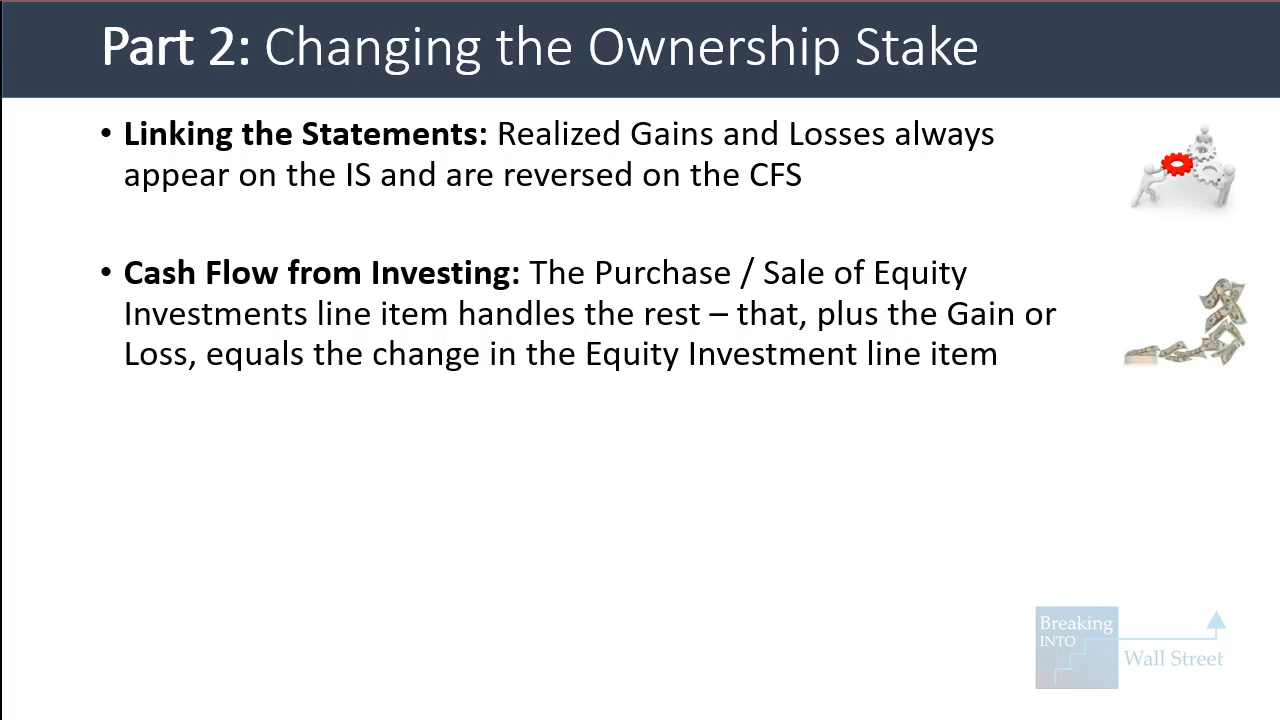 Part 2: Changing the Ownership Stake
• Linking the Statements: Realized Gains and Losses always
appear on the IS and are reversed on the CFS
• Cash Flow from Investing: The Purchase / Sale of Equity
Investments line item handles the rest – that, plus the Gain or
Loss, equals the change in the Equity Investment line item
Breaking
INTO
Wall Street